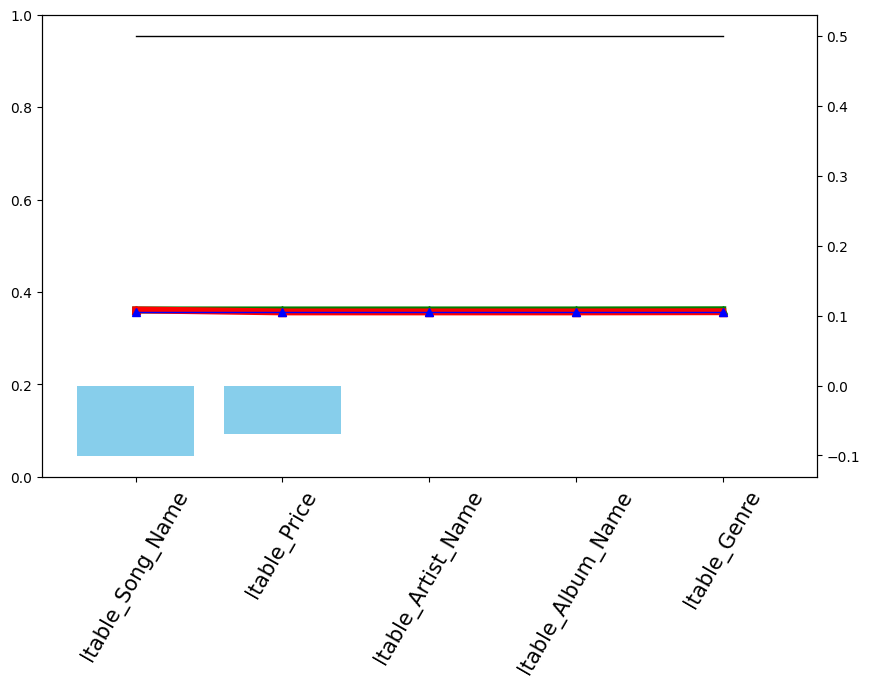 1.0
0.8
0.6
0.4
0.2
0.0
0.5
0.4
0.3
0.2
0.1
0.0
−0.1
ltable_Song_Name
ltable_Price
ltable_Artist_Name
ltable_Album_Name
ltable_Genre